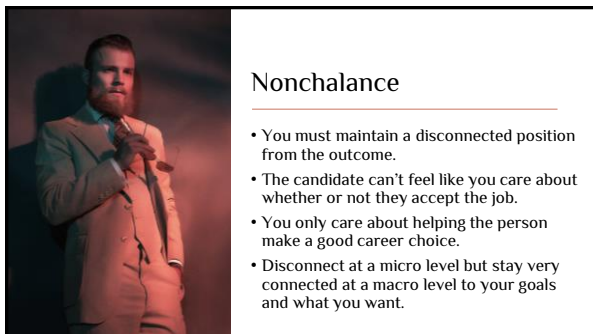 Nonchalance
• You must maintain a disconnected position
from the outcome.
• The candidate can’t feel like you care about
whether or not they accept the job.
• You only care about helping the person
make a good career choice.
• Disconnect at a micro level but stay very
connected at a macro level to your goals
and what you want.